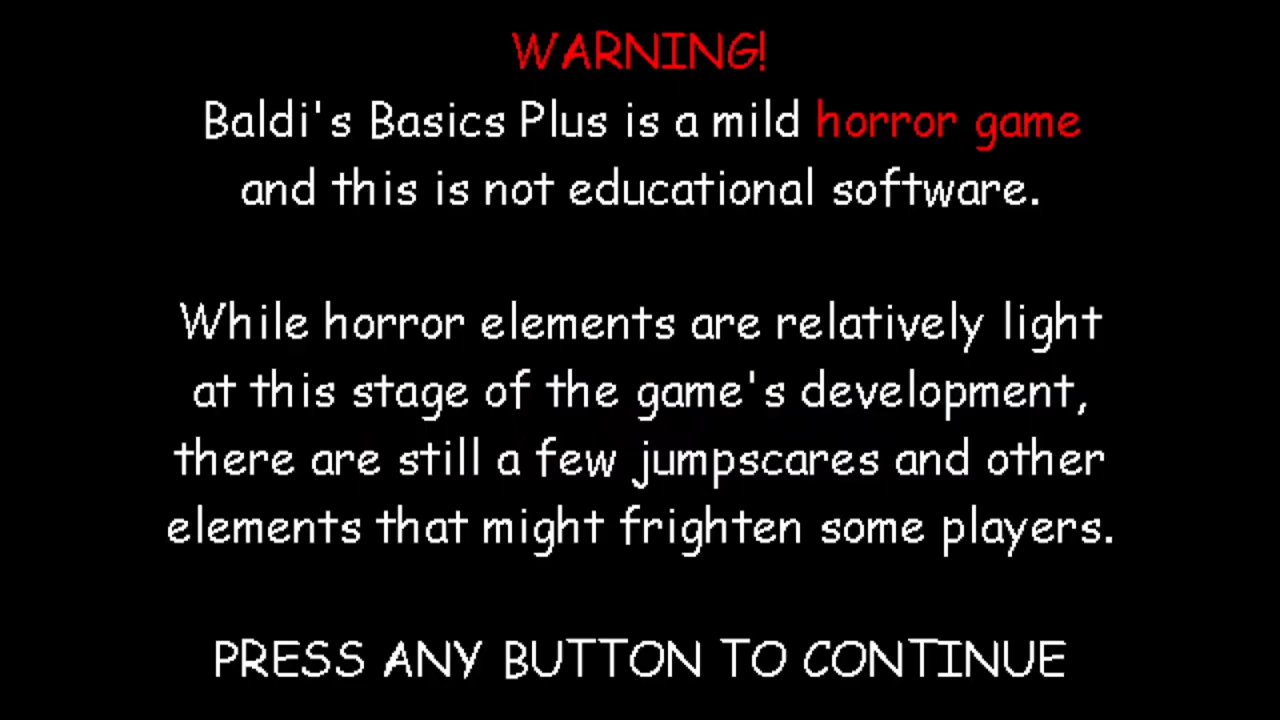 WARNING!
Baldi's Basics Plus is a mild horror game
and this is not educational software.
While horror elements are relatively light
at this stage of the game's development,
there are still a few jumpscares and other
elements that might frighten some players.
PRESS ANY BUTTON TO CONTINUE